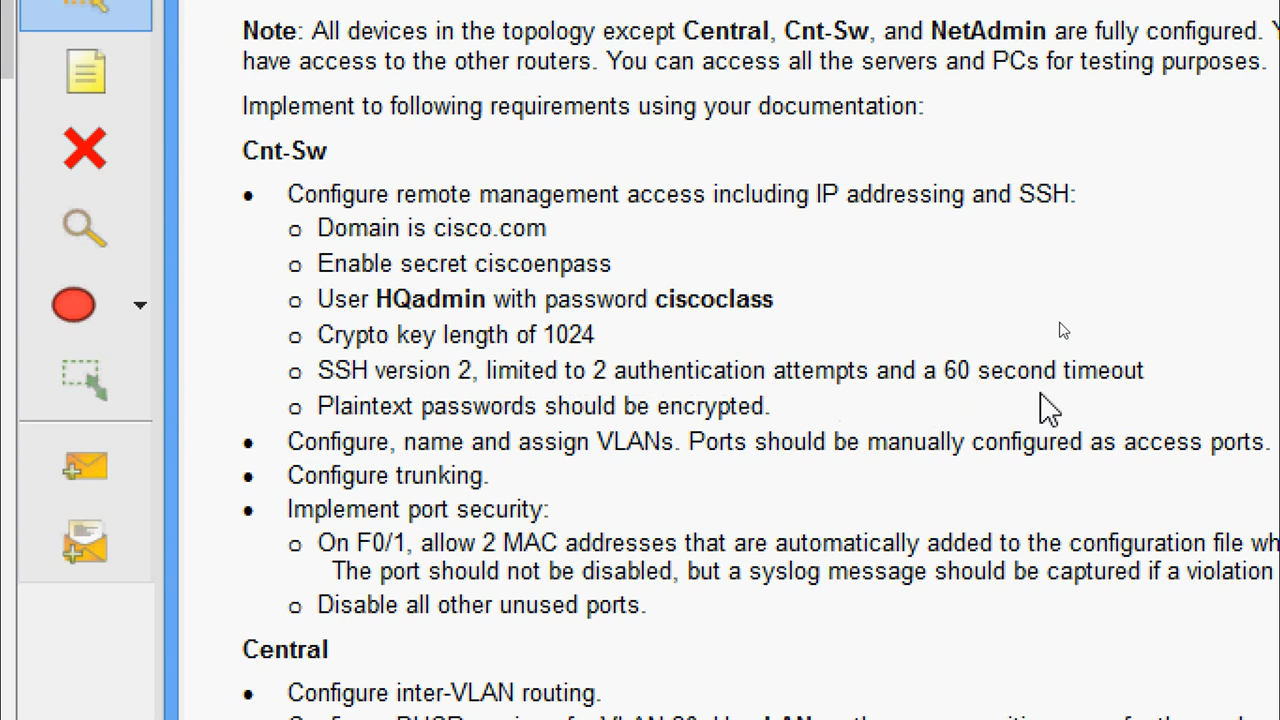 Note: All devices in the topology except Central, Cnt-Sw, and NetAdmin are fully configured.
have access to the other routers. You can access all the servers and PCs for testing purposes.
Implement to following requirements using your documentation:
Cnt-Sw
• Configure remote management access including IP addressing and SSH:
o Domain is cisco.com
o Enable secret ciscoenpass
o User HQadmin with password ciscoclass
o Crypto key length of 1024
o SSH version 2, limited to 2 authentication attempts and a 60 second timeout
o Plaintext passwords should be encrypted.
• Configure, name and assign VLANs. Ports should be manually configured as access ports.
• Configure trunking.
• Implement port security:
o On F0/1, allow 2 MAC addresses that are automatically added to the configuration file wh
The port should not be disabled, but a syslog message should be captured if a violation
o Disable all other unused ports.
Central
• Configure inter-VLAN routing.